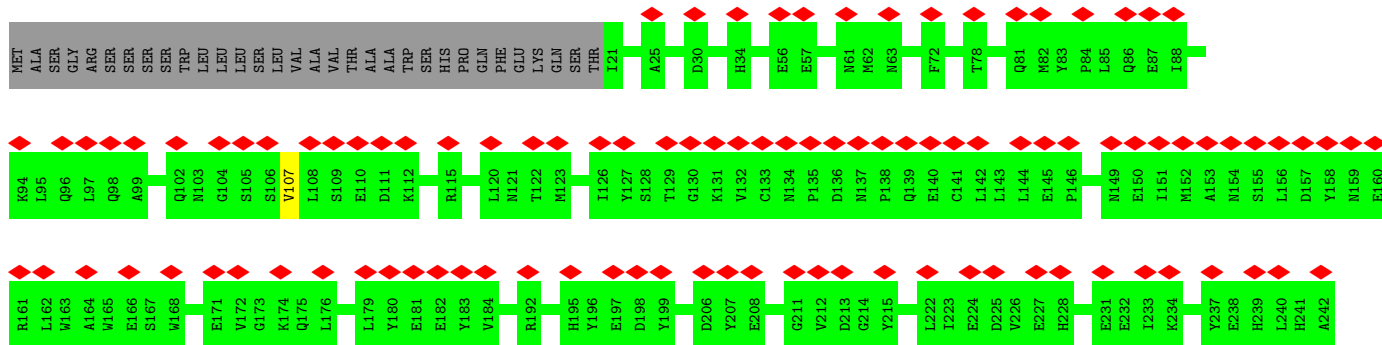 MET ALA SER GLY ARG SER SER SER SER TRP LEU LEU LEU SER LEU VAL ALA VAL THR ALA ALA TRP SER HIS PRO GLN PHE GLU LYS GLN SER THR I21 A25 D30 H34 E56 E57 N61 M62 N63 F72 T78 Q81 M82 Y83 P84 L85 Q86 E87 I88
K94 L95 Q96 L97 Q98 A99 Q102 N103 G104 S105 S106 V107 L108 S109 E110 D111 K112 R115 L120 N121 T122 M123 I126 Y127 S128 T129 G130 K131 V132 C133 N134 P135 D136 N137 P138 Q139 E140 C141 L142 L143 L144 E145 P146 N149 E150 I151 M152 A153 N154 S155 L156 D157 Y158 N159 E160
R161 L162 W163 A164 W165 E166 S167 W168 E171 V172 G173 K174 Q175 L176 L179 Y180 E181 E182 Y183 V184 R192 H195 Y196 E197 D198 Y199 D206 Y207 E208 G211 V212 D213 G214 Y215 L222 I223 E224 D225 V226 E227 H228 E231 E232 I233 K234 Y237 E238 H239 L240 H241 A242